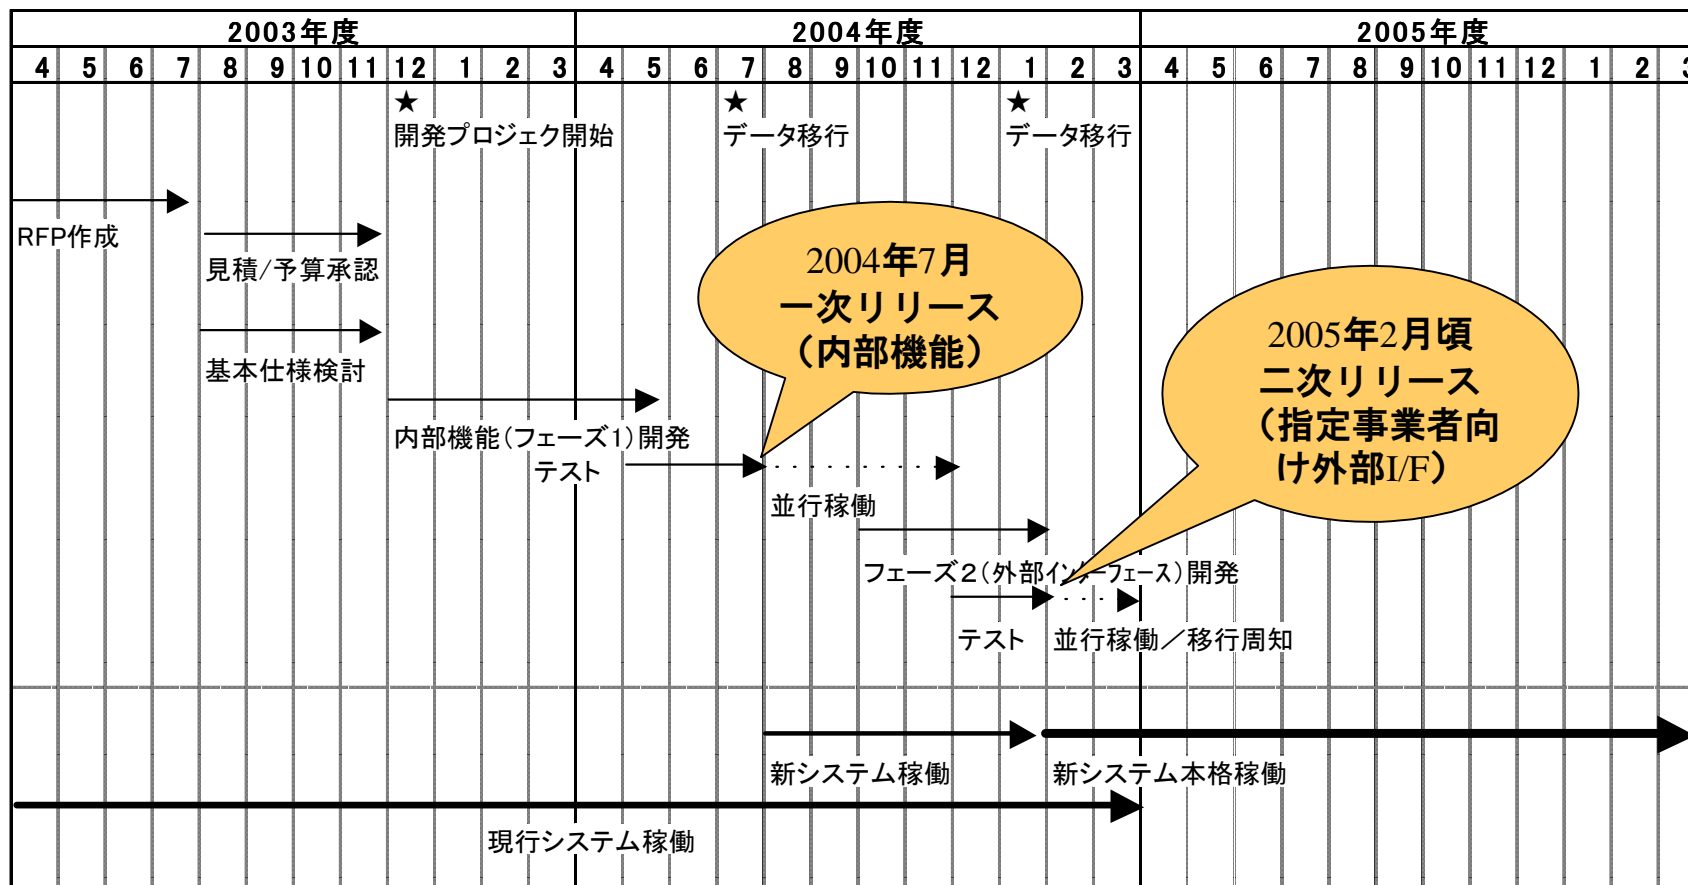 2003年度 2004年度 2005年度
4 5 6 7 8 9 10 11 12 1 2 3 4 5 6 7 8 9 10 11 12 1 2 3 4 5 6 7 8 9 10 11 12 1 2 3
★ ★ ★
開発プロジェク開始 データ移行 データ移行
RFP作成
見積/予算承認
2004年7月
一次リリース
（内部機能）
2005年2月頃
二次リリース
（指定事業者向
け外部I/F）
基本仕様検討
内部機能（フェーズ1）開発
テスト
並行稼働
フェーズ2（外部インターフェース）開発
テスト 並行稼働／移行周知
新システム稼働 新システム本格稼働
現行システム稼働